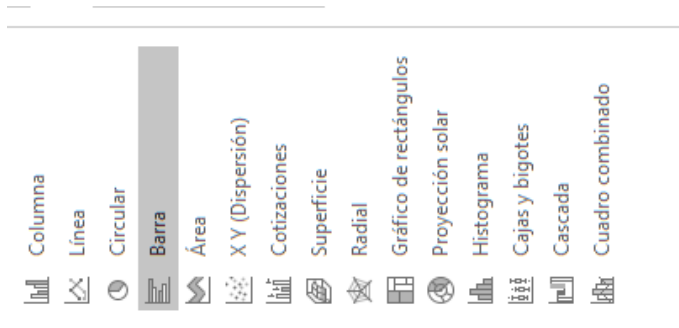 Columna
Línea
Circular
Barra
Área
X Y (Dispersión)
Cotizaciones
Superficie
Radial
Gráfico de rectángulos
Proyección solar
Histograma
Cajas y bigotes
Cascada
Cuadro combinado